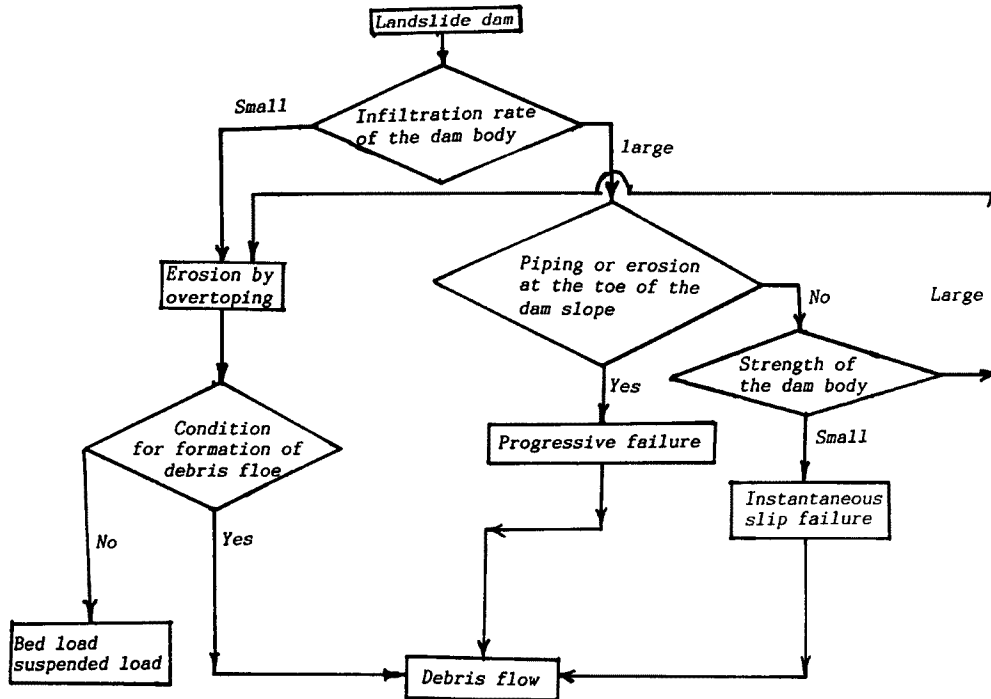 Landslide dam
Small
Infiltration rate
of the dam body
large
Erosion by
overtoping
Piping or erosion
at the toe of the
dam slope
No
Large
Strength of
the dam body
Yes
Condition
for formation of
debris floe
Progressive failure
Small
Instantaneous
slip failure
No
Yes
Bed load
suspended load
Debris flow